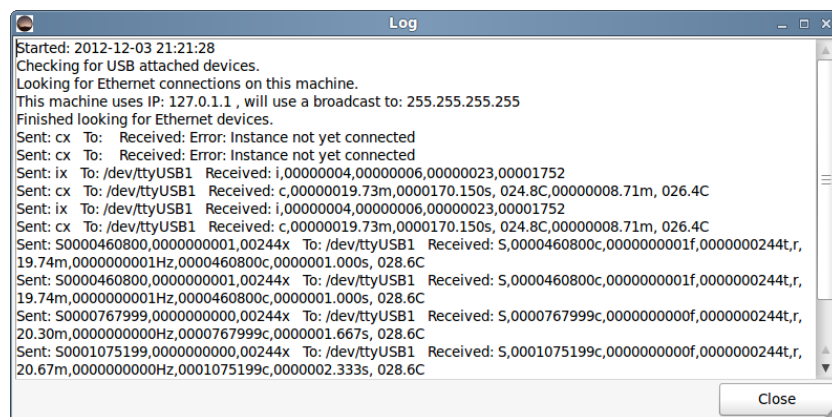 Log
Started: 2012-12-03 21:21:28
Checking for USB attached devices.
Looking for Ethernet connections on this machine.
This machine uses IP: 127.0.1.1 , will use a broadcast to: 255.255.255.255
Finished looking for Ethernet devices.
Sent: cx   To:    Received: Error: Instance not yet connected
Sent: cx   To:    Received: Error: Instance not yet connected
Sent: ix   To: /dev/ttyUSB1   Received: i,00000004,00000006,00000023,00001752
Sent: cx   To: /dev/ttyUSB1   Received: c,00000019.73m,0000170.150s, 024.8C,00000008.71m, 026.4C
Sent: ix   To: /dev/ttyUSB1   Received: i,00000004,00000006,00000023,00001752
Sent: cx   To: /dev/ttyUSB1   Received: c,00000019.73m,0000170.150s, 024.8C,00000008.71m, 026.4C
Sent: S0000460800,0000000001,00244x   To: /dev/ttyUSB1   Received: S,0000460800c,0000000001f,0000000244t,r,
19.74m,0000000001Hz,0000460800c,0000001.000s, 028.6C
Sent: S0000460800,0000000001,00244x   To: /dev/ttyUSB1   Received: S,0000460800c,0000000001f,0000000244t,r,
19.74m,0000000001Hz,0000460800c,0000001.000s, 028.6C
Sent: S0000767999,0000000000,00244x   To: /dev/ttyUSB1   Received: S,0000767999c,0000000000f,0000000244t,r,
20.30m,0000000000Hz,0000767999c,0000001.667s, 028.6C
Sent: S0001075199,0000000000,00244x   To: /dev/ttyUSB1   Received: S,0001075199c,0000000000f,0000000244t,r,
20.67m,0000000000Hz,0001075199c,0000002.333s, 028.6C
Close